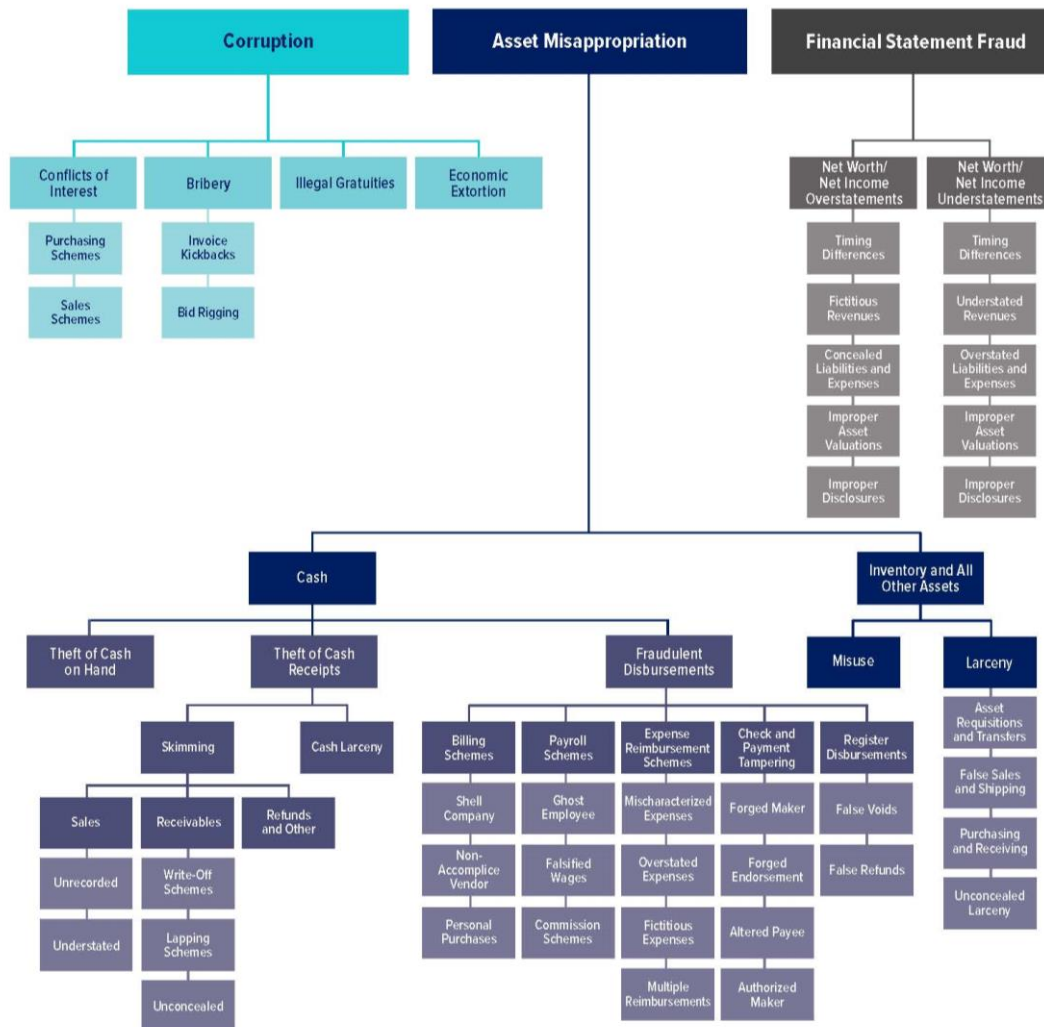 Corruption
Asset Misappropriation
Financial Statement Fraud
Conflicts of
Interest
Bribery
Illegal Gratuities
Economic
Extortion
Net Worth/
Net Income
Overstatements
Net Worth/
Net Income
Understatements
Purchasing
Schemes
Sales
Schemes
Invoice
Kickbacks
Bid Rigging
Timing
Differences
Fictitious
Revenues
Concealed
Liabilities and
Expenses
Improper
Asset
Valuations
Improper
Disclosures
Timing
Differences
Understated
Revenues
Overstated
Liabilities and
Expenses
Improper
Asset
Valuations
Improper
Disclosures
Cash
Inventory and All
Other Assets
Theft of Cash
on Hand
Theft of Cash
Receipts
Fraudulent
Disbursements
Misuse
Larceny
Skimming
Cash Larceny
Sales
Receivables
Refunds
and Other
Unrecorded
Understated
Write-Off
Schemes
Lapping
Schemes
Unconcealed
Billing
Schemes
Shell
Company
Non-
Accomplice
Vendor
Personal
Purchases
Payroll
Schemes
Ghost
Employee
Falsified
Wages
Commission
Schemes
Expense
Reimbursement
Schemes
Mischaracterized
Expenses
Overstated
Expenses
Fictitious
Expenses
Multiple
Reimbursements
Check and
Payment
Tampering
Forged Maker
Forged
Endorsement
Altered Payee
Authorized
Maker
Register
Disbursements
False Voids
False Refunds
Asset
Requisitions
and Transfers
False Sales
and Shipping
Purchasing
and Receiving
Unconcealed
Larceny